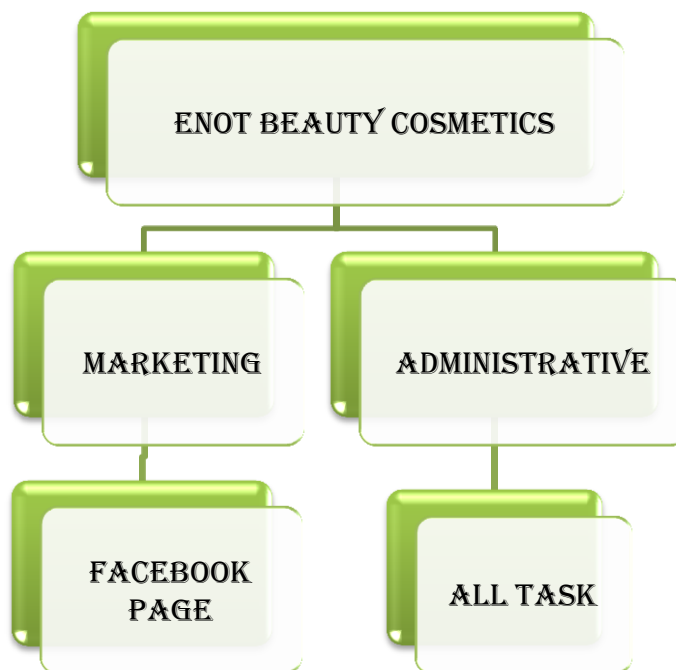 ENOT BEAUTY COSMETICS
MARKETING
ADMINISTRATIVE
FACEBOOK
PAGE
ALL TASK